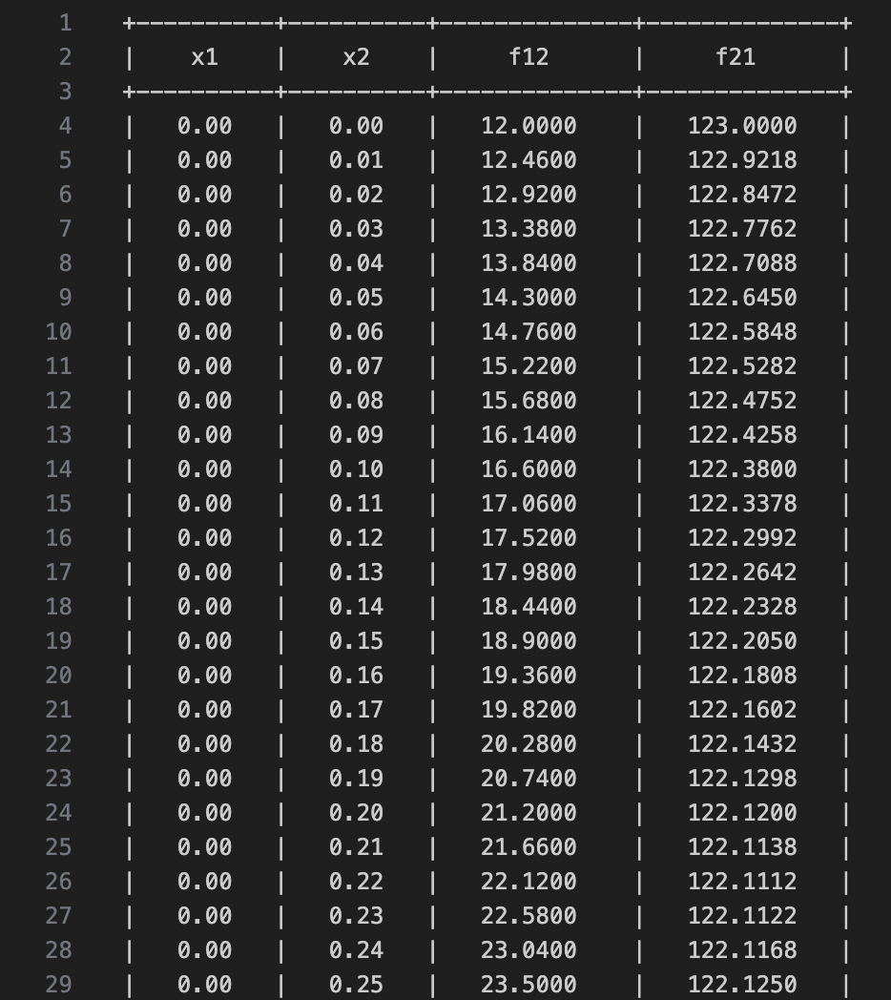 1 +----------+----------+--------------+--------------+
2 | x1 | x2 | f12 | f21 |
3 +----------+----------+--------------+--------------+
4 | 0.00 | 0.00 | 12.0000 | 123.0000 |
5 | 0.00 | 0.01 | 12.4600 | 122.9218 |
6 | 0.00 | 0.02 | 12.9200 | 122.8472 |
7 | 0.00 | 0.03 | 13.3800 | 122.7762 |
8 | 0.00 | 0.04 | 13.8400 | 122.7088 |
9 | 0.00 | 0.05 | 14.3000 | 122.6450 |
10 | 0.00 | 0.06 | 14.7600 | 122.5848 |
11 | 0.00 | 0.07 | 15.2200 | 122.5282 |
12 | 0.00 | 0.08 | 15.6800 | 122.4752 |
13 | 0.00 | 0.09 | 16.1400 | 122.4258 |
14 | 0.00 | 0.10 | 16.6000 | 122.3800 |
15 | 0.00 | 0.11 | 17.0600 | 122.3378 |
16 | 0.00 | 0.12 | 17.5200 | 122.2992 |
17 | 0.00 | 0.13 | 17.9800 | 122.2642 |
18 | 0.00 | 0.14 | 18.4400 | 122.2328 |
19 | 0.00 | 0.15 | 18.9000 | 122.2050 |
20 | 0.00 | 0.16 | 19.3600 | 122.1808 |
21 | 0.00 | 0.17 | 19.8200 | 122.1602 |
22 | 0.00 | 0.18 | 20.2800 | 122.1432 |
23 | 0.00 | 0.19 | 20.7400 | 122.1298 |
24 | 0.00 | 0.20 | 21.2000 | 122.1200 |
25 | 0.00 | 0.21 | 21.6600 | 122.1138 |
26 | 0.00 | 0.22 | 22.1200 | 122.1112 |
27 | 0.00 | 0.23 | 22.5800 | 122.1122 |
28 | 0.00 | 0.24 | 23.0400 | 122.1168 |
29 | 0.00 | 0.25 | 23.5000 | 122.1250 |